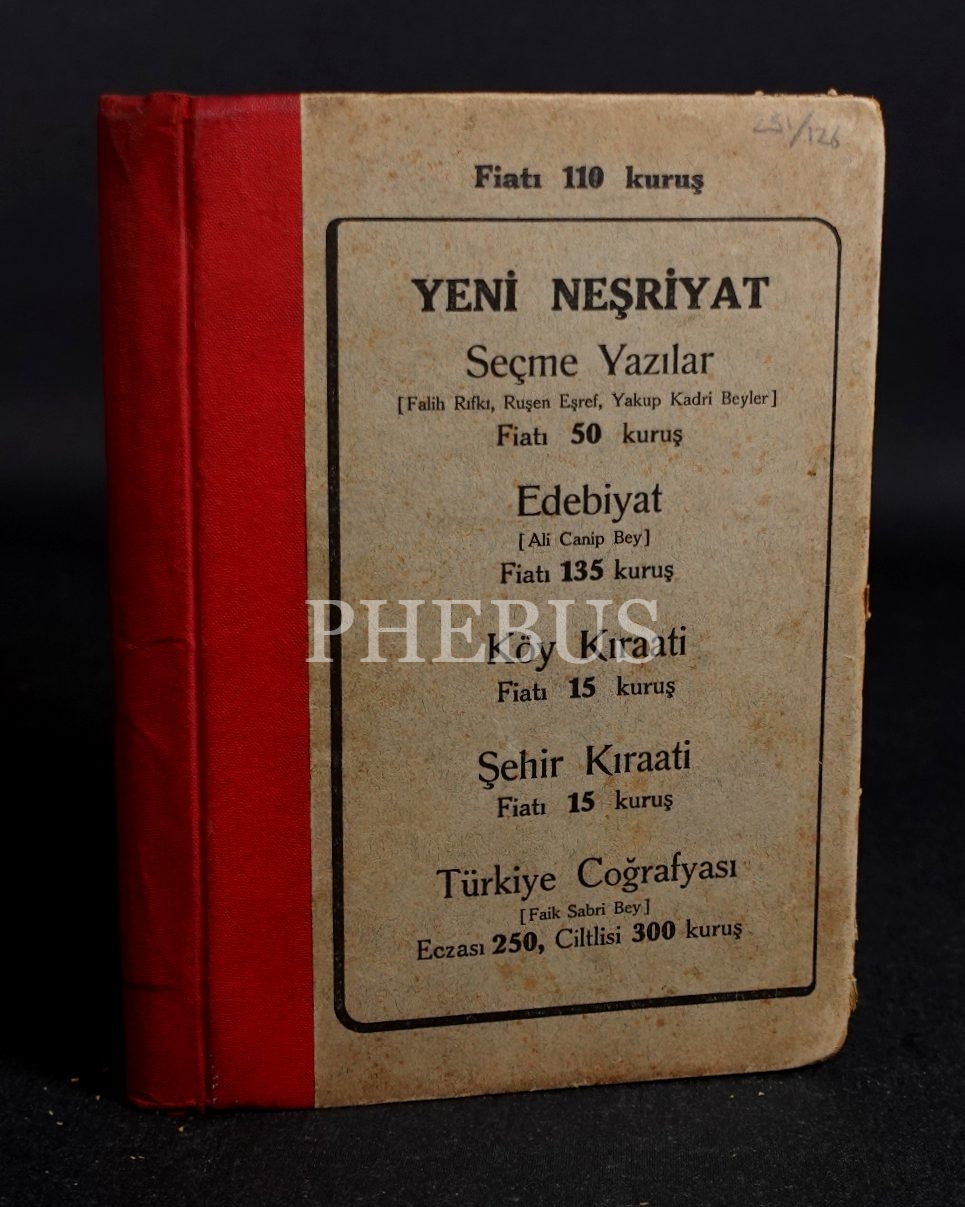 251/126
Fiatı 110 kuruş
YENİ NEŞRİYAT
Seçme Yazılar
[Falih Rıfkı, Ruşen Eşref, Yakup Kadri Beyler]
Fiatı 50 kuruş
Edebiyat
[Ali Canip Bey]
Fiatı 135 kuruş
PHEBUS
Köy Kıraati
Fiatı 15 kuruş
Şehir Kıraati
Fiatı 15 kuruş
Türkiye Coğrafyası
[Faik Sabri Bey]
Eczası 250, Ciltlisi 300 kuruş